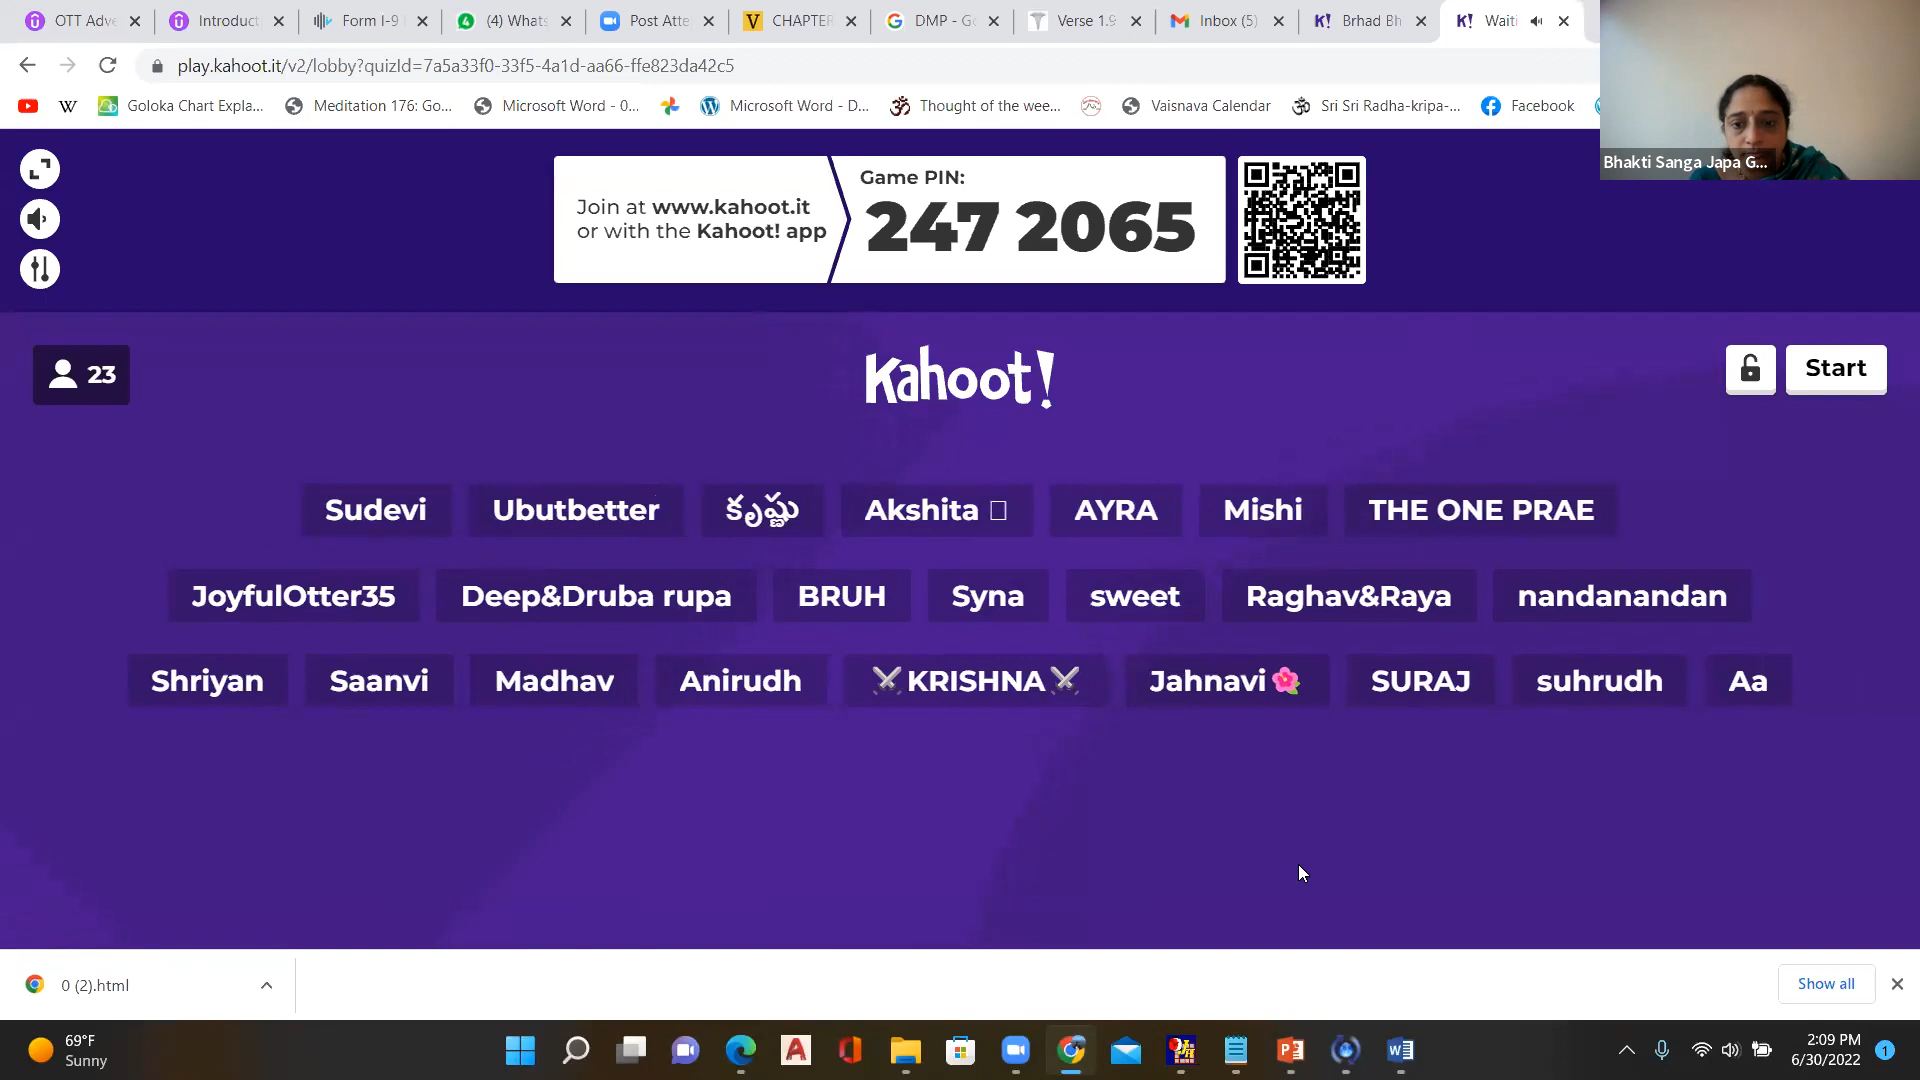 OTT Adve
Introduct
Form I-9
(4) Whats
Post Atte
CHAPTER
DMP - Go
Verse 1.9
Inbox (5)
Brhad Bh
Waiti
play.kahoot.it/v2/lobby?quizId=7a5a33f0-33f5-4a1d-aa66-ffe823da42c5
Goloka Chart Expla...
Meditation 176: Go...
Microsoft Word - 0...
Microsoft Word - D...
Thought of the wee...
Vaisnava Calendar
Sri Sri Radha-kripa-...
Facebook
Bhakti Sanga Japa G...
Join at www.kahoot.it
or with the Kahoot! app
Game PIN:
247 2065
23
Kahoot!
Start
Sudevi Ubutbetter కృష్ణు Akshita AYRA Mishi THE ONE PRAE
JoyfulOtter35 Deep&Druba rupa BRUH Syna sweet Raghav&Raya nandanandan
Shriyan Saanvi Madhav Anirudh ⚔KRISHNA⚔ Jahnavi🌺 SURAJ suhrudh Aa
0 (2).html
Show all
69°F
Sunny
2:09 PM
6/30/2022
1